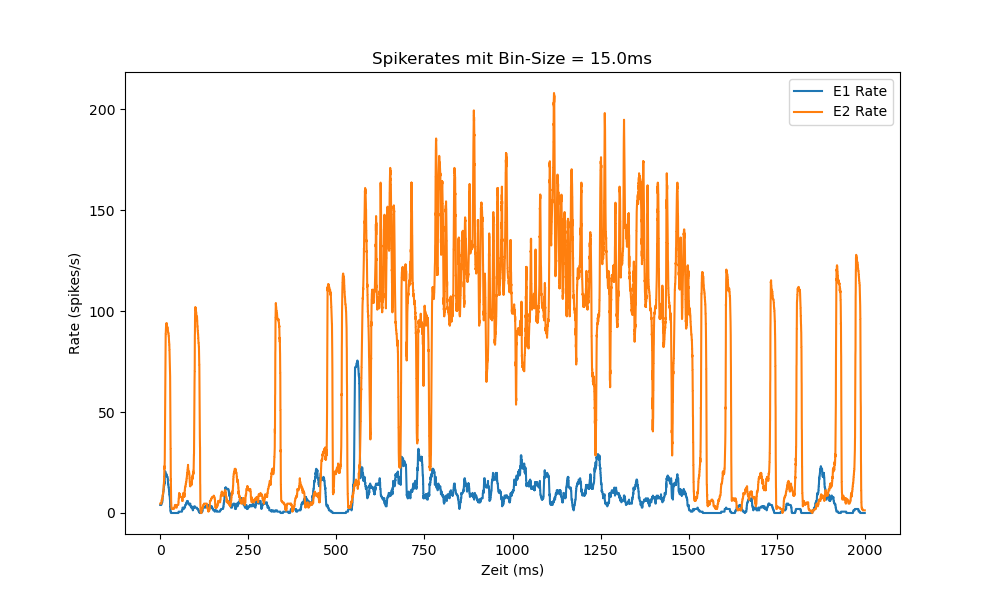 Spikerates mit Bin-Size = 15.0ms
E1 Rate
E2 Rate
Rate (spikes/s)
200
150
100
50
0
0 250 500 750 1000 1250 1500 1750 2000
Zeit (ms)